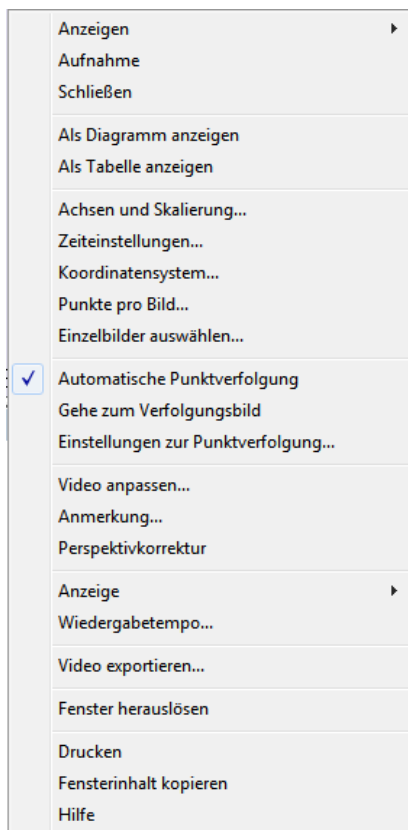 Anzeigen
Aufnahme
Schließen
Als Diagramm anzeigen
Als Tabelle anzeigen
Achsen und Skalierung...
Zeiteinstellungen...
Koordinatensystem...
Punkte pro Bild...
Einzelbilder auswählen...
Automatische Punktverfolgung
Gehe zum Verfolgungsbild
Einstellungen zur Punktverfolgung...
Video anpassen...
Anmerkung...
Perspektivkorrektur
Anzeige
Wiedergabetempo...
Video exportieren...
Fenster herauslösen
Drucken
Fensterinhalt kopieren
Hilfe